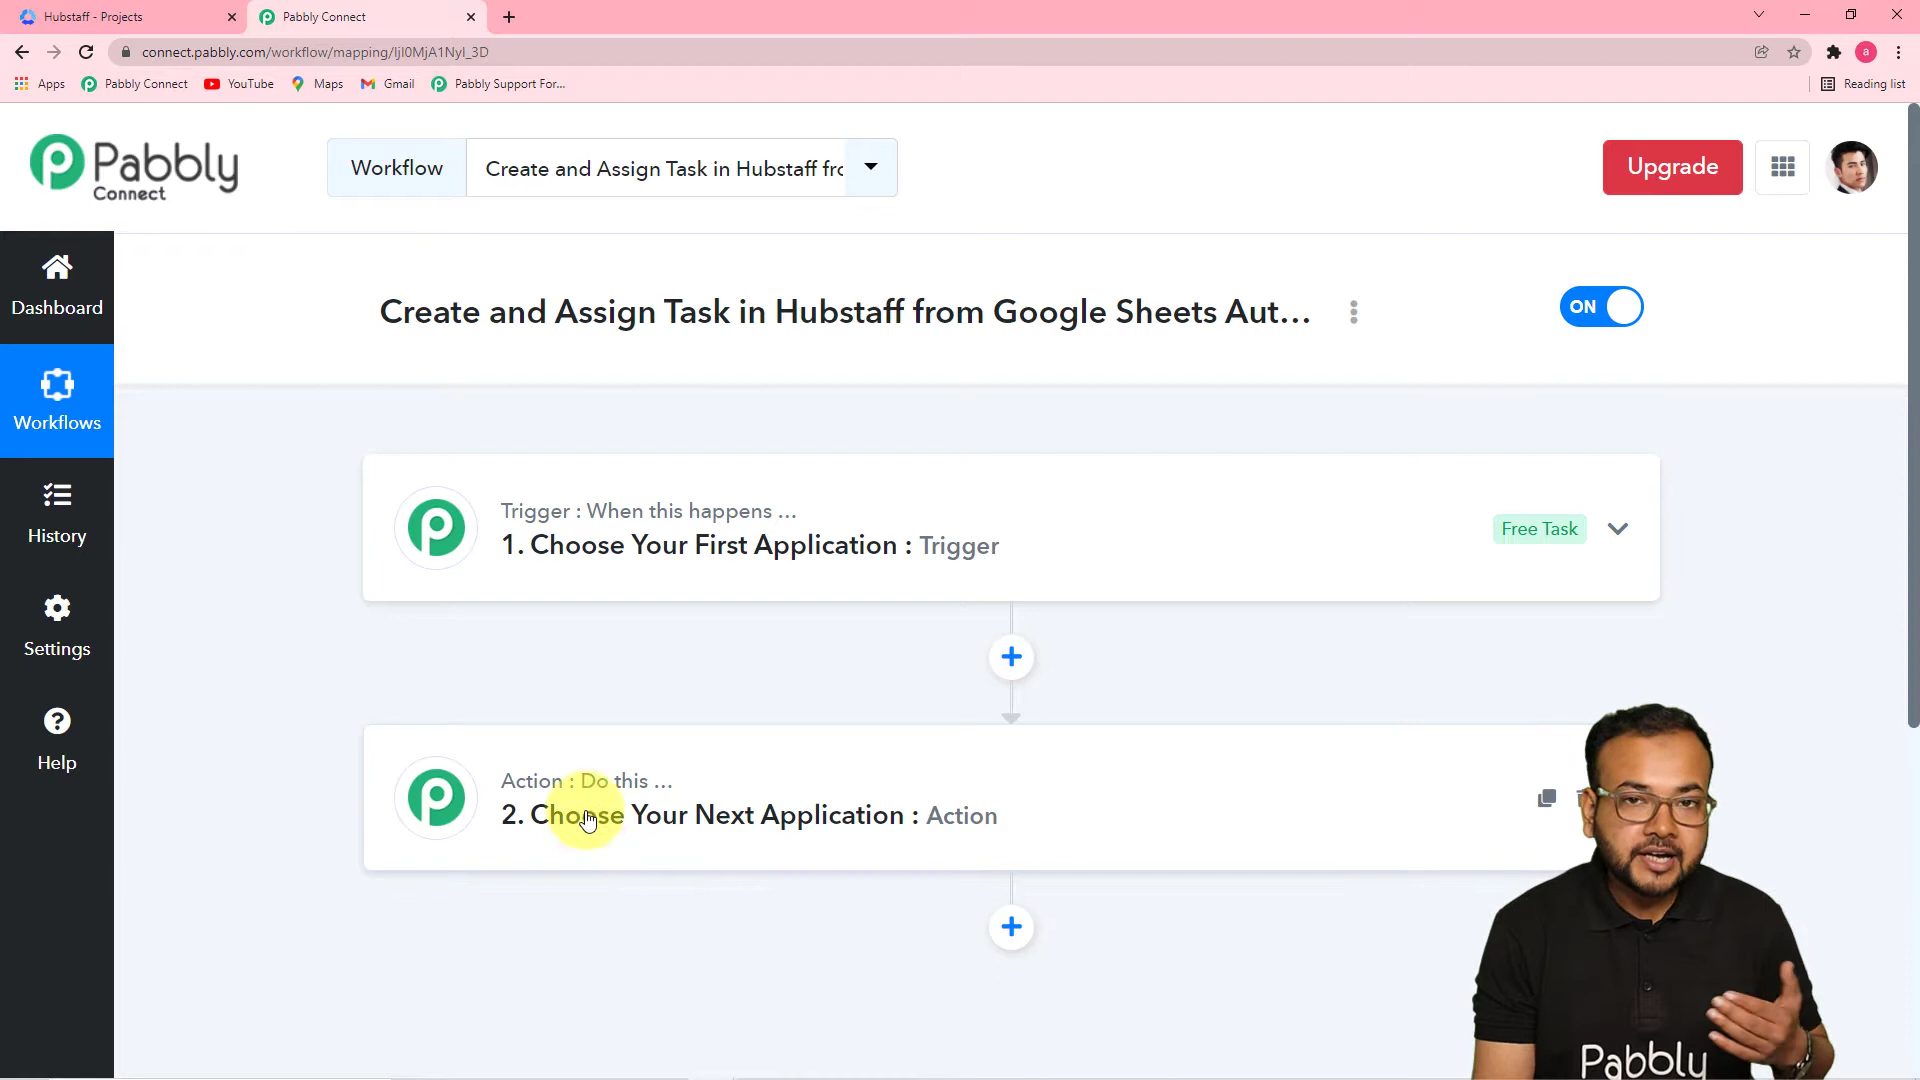 Hubstaff - Projects
Pabbly Connect
connect.pabbly.com/workflow/mapping/IjI0MjA1NyI_3D
a
Apps
Pabbly Connect
YouTube
Maps
Gmail
Pabbly Support For...
Reading list
Pabbly
Connect
Workflow
Create and Assign Task in Hubstaff frc
Upgrade
Dashboard
Workflows
History
Settings
Help
Create and Assign Task in Hubstaff from Google Sheets Aut...
ON
Trigger : When this happens ...
1. Choose Your First Application : Trigger
Free Task
Action : Do this ...
2. Choose Your Next Application : Action
Pabbly